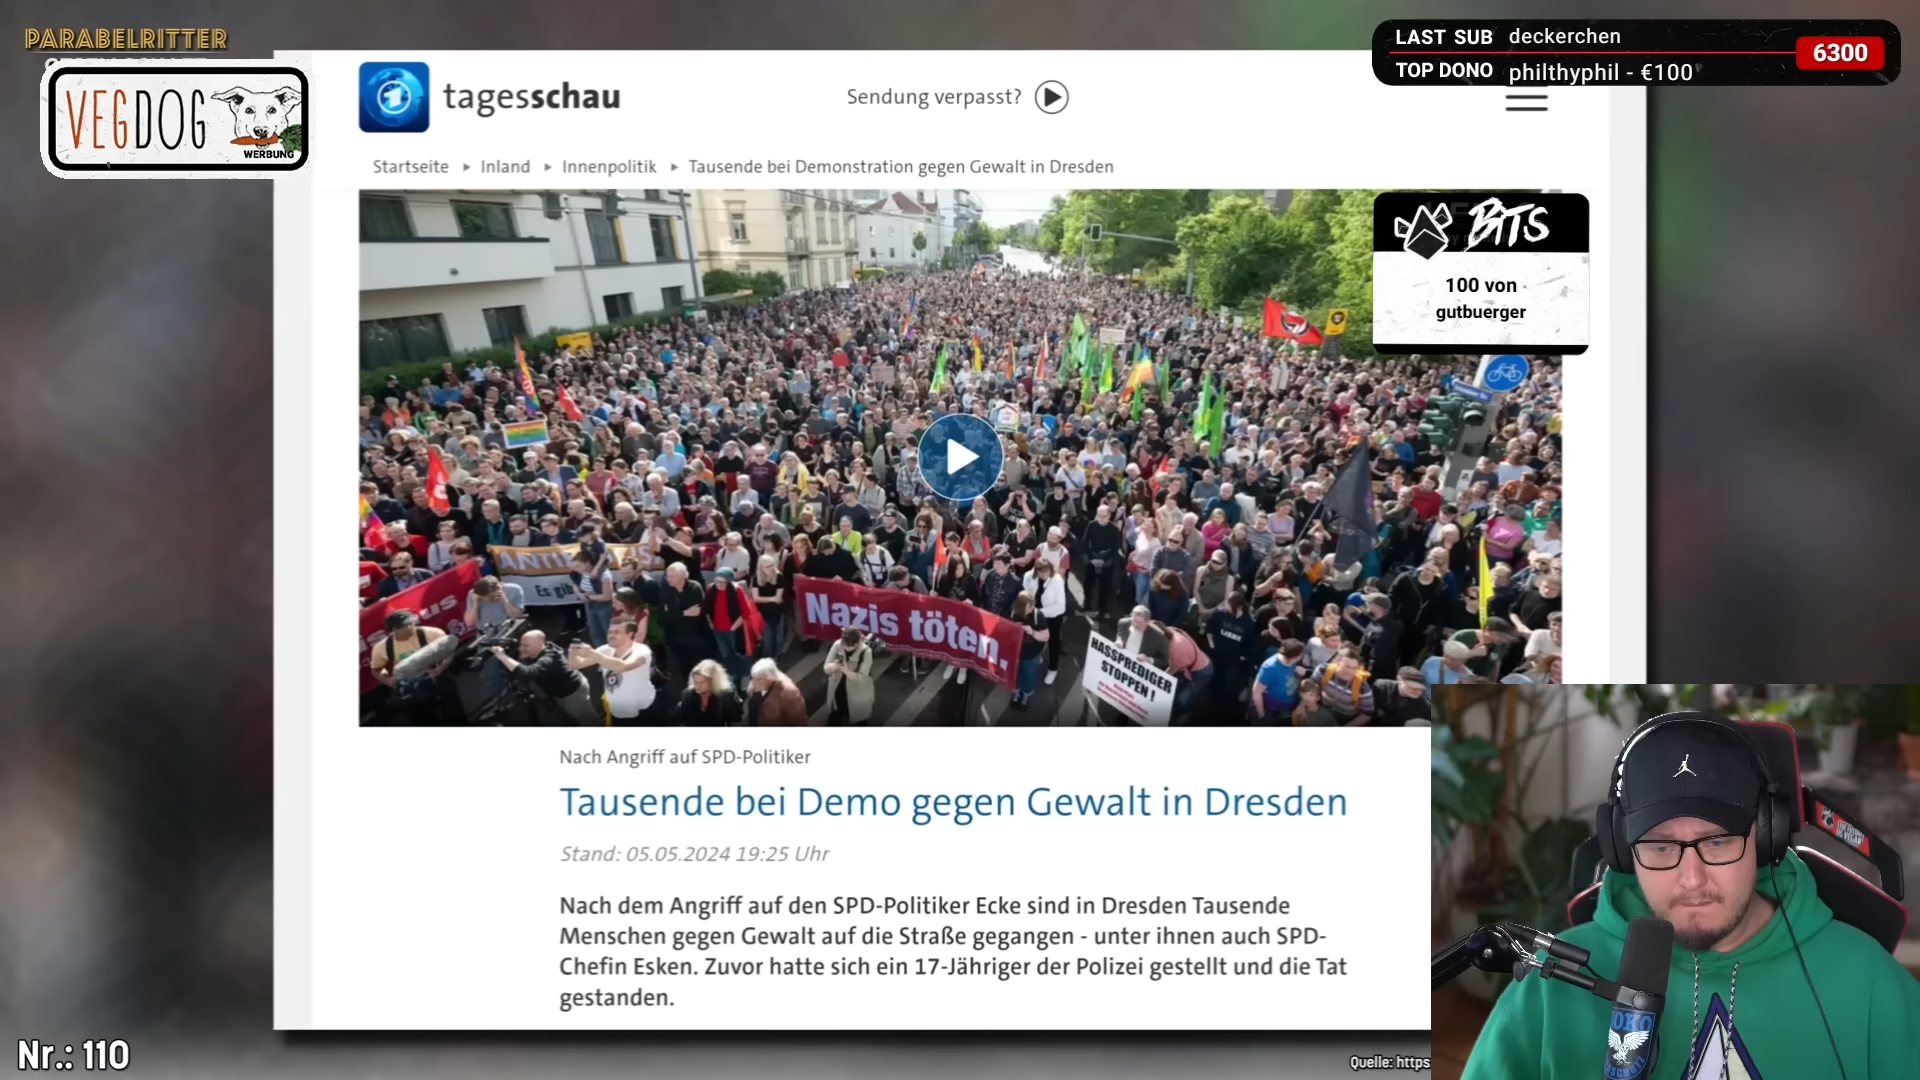 PARABELRITTER
VEGDOG
WERBUNG
tagesschau
Sendung verpasst?
LAST SUB deckerchen
TOP DONO philthyphil - €100
6300
Startseite ▸ Inland ▸ Innenpolitik ▸ Tausende bei Demonstration gegen Gewalt in Dresden
BITS
100 von
gutbuerger
Es gib
Nazis töten.
HASSPREDIGER
STOPPEN !
Nach Angriff auf SPD-Politiker
Tausende bei Demo gegen Gewalt in Dresden
Stand: 05.05.2024 19:25 Uhr
Nach dem Angriff auf den SPD-Politiker Ecke sind in Dresden Tausende
Menschen gegen Gewalt auf die Straße gegangen - unter ihnen auch SPD-
Chefin Esken. Zuvor hatte sich ein 17-Jähriger der Polizei gestellt und die Tat
gestanden.
Nr.: 110
Quelle: https